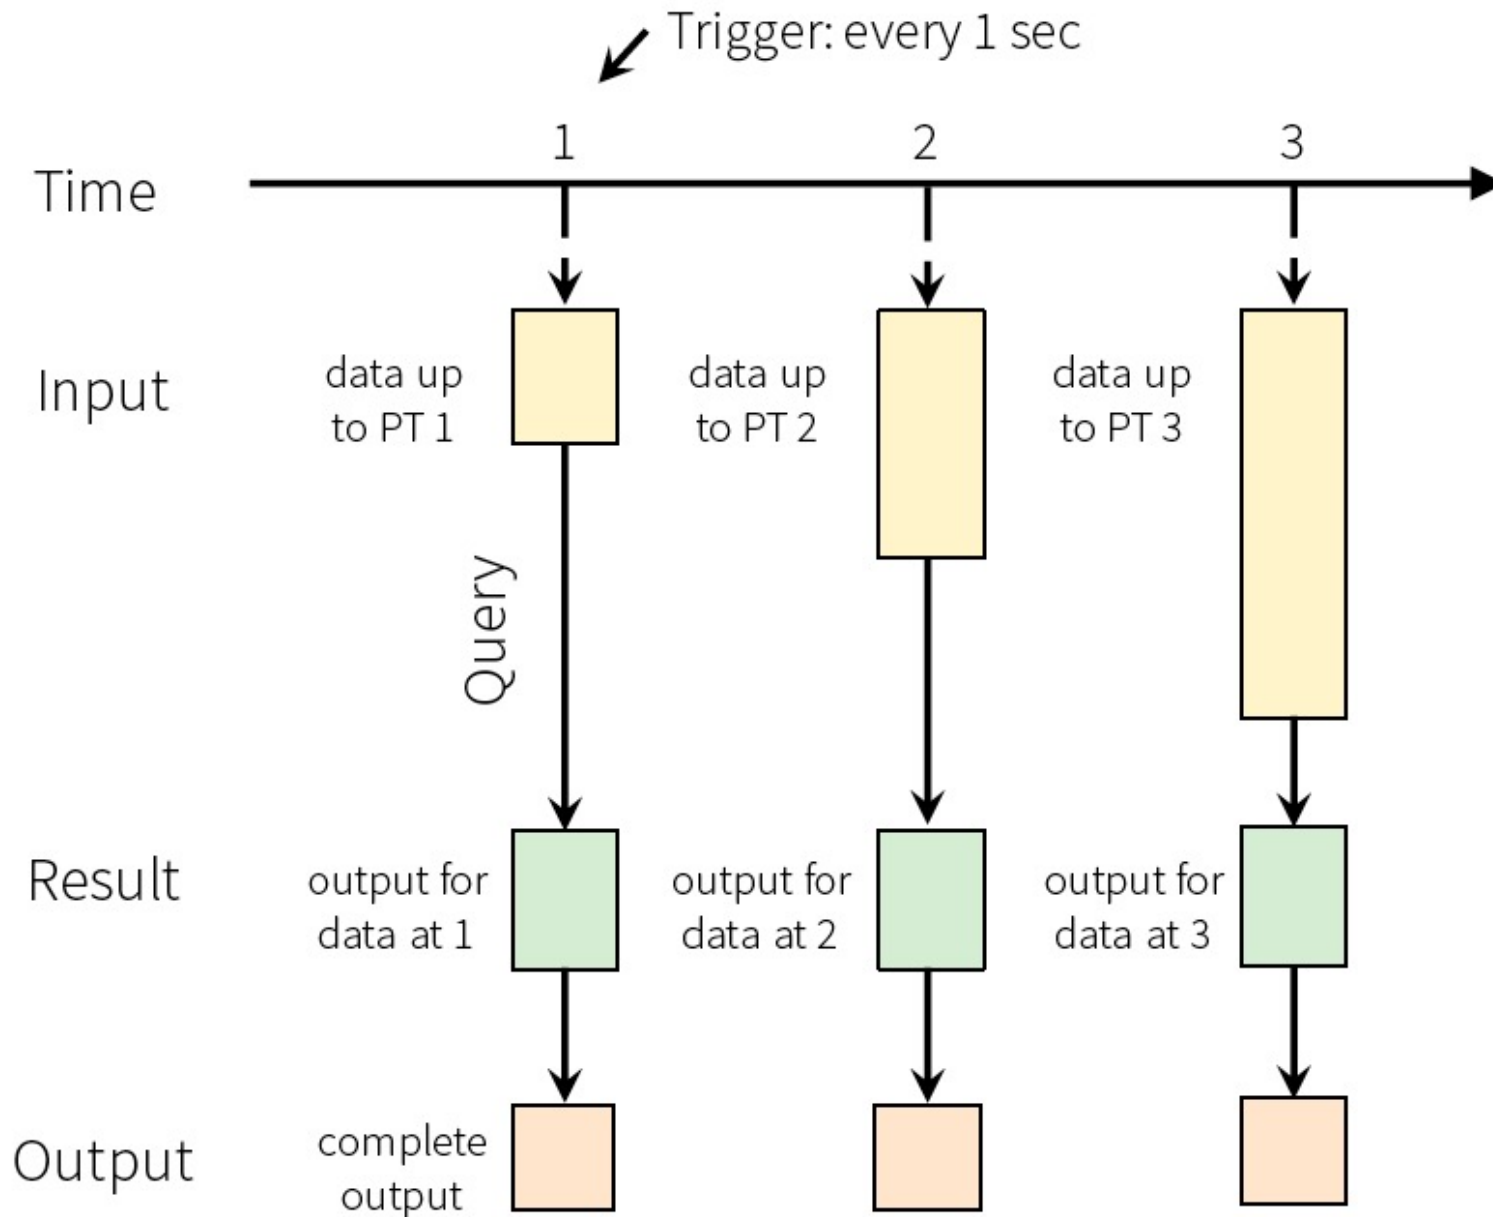 Trigger: every 1 sec
1 2 3
Time
Input
data up
to PT 1
data up
to PT 2
data up
to PT 3
Query
Result
output for
data at 1
output for
data at 2
output for
data at 3
Output
complete
output